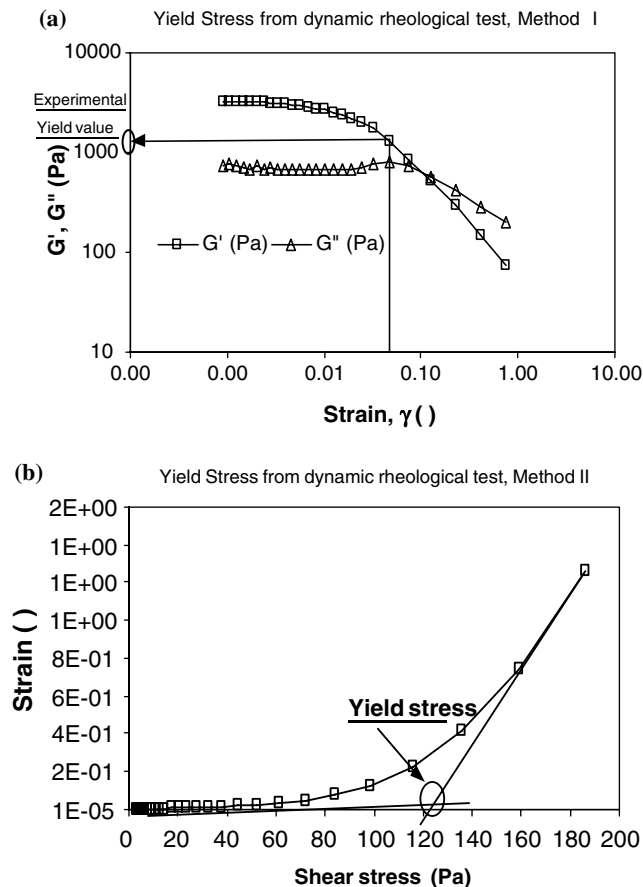 (a) Yield Stress from dynamic rheological test, Method I
10000
Experimental
Yield value
1000
G', G" (Pa)
G' (Pa) G" (Pa)
100
10
0.00 0.00 0.01 0.10 1.00 10.00
Strain, γ ( )
(b) Yield Stress from dynamic rheological test, Method II
2E+00
1E+00
1E+00
1E+00
8E-01
6E-01
Strain ( )
Yield stress
4E-01
2E-01
1E-05
0 20 40 60 80 100 120 140 160 180 200
Shear stress (Pa)